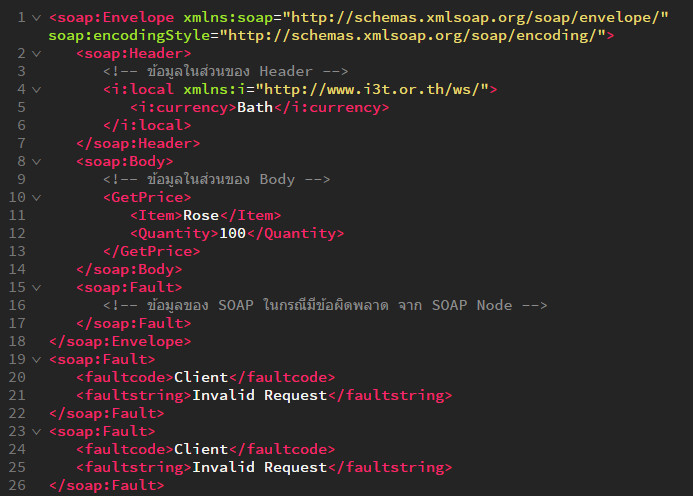 1 <soap:Envelope xmlns:soap="http://schemas.xmlsoap.org/soap/envelope/"
soap:encodingStyle="http://schemas.xmlsoap.org/soap/encoding/">
2 <soap:Header>
3 <!-- ข้อมูลในส่วนของ Header -->
4 <i:local xmlns:i="http://www.i3t.or.th/ws/">
5 <i:currency>Bath</i:currency>
6 </i:local>
7 </soap:Header>
8 <soap:Body>
9 <!-- ข้อมูลในส่วนของ Body -->
10 <GetPrice>
11 <Item>Rose</Item>
12 <Quantity>100</Quantity>
13 </GetPrice>
14 </soap:Body>
15 <soap:Fault>
16 <!-- ข้อมูลของ SOAP ในกรณีมีข้อผิดพลาด จาก SOAP Node -->
17 </soap:Fault>
18 </soap:Envelope>
19 <soap:Fault>
20 <faultcode>Client</faultcode>
21 <faultstring>Invalid Request</faultstring>
22 </soap:Fault>
23 <soap:Fault>
24 <faultcode>Client</faultcode>
25 <faultstring>Invalid Request</faultstring>
26 </soap:Fault>